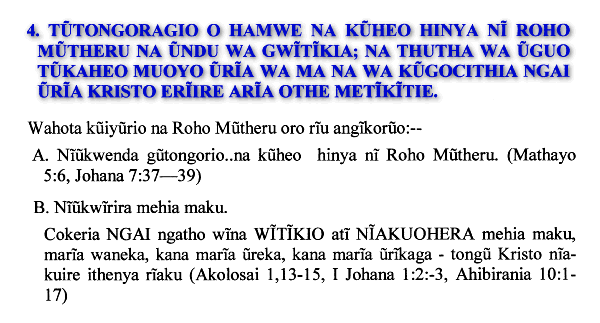 4. TŨTONGORAGIO O HAMWE NA KŨHEO HINYA NĨ ROHO
MŨTHERU NA ŨNDU WA GWĨTĨKIA; NA THUTHA WA ŨGUO
TŨKAHEO MUOYO ŨRĨA WA MA NA WA KŨGOCITHIA NGAI
ŨRĨA KRISTO ERĨIRE ARĨA OTHE METĨKĨTIE.
Wahota kũiyũrio na Roho Mũtheru oro rĩu angĩkorũo:--
A. Nĩũkwenda gũtongorio..na kũheo hinya nĩ Roho Mũtheru. (Mathayo
5:6, Johana 7:37—39)
B. Nĩũkwĩrira mehia maku.
Cokeria NGAI ngatho wĩna WĨTĨKIO atĩ NĨAKUOHERA mehia maku,
marĩa waneka, kana marĩa ũreka, kana marĩa ũrĩkaga - tongũ Kristo nĩa-
kuire ithenya rĩaku (Akolosai 1,13-15, I Johana 1:2:-3, Ahibirania 10:1-
17)